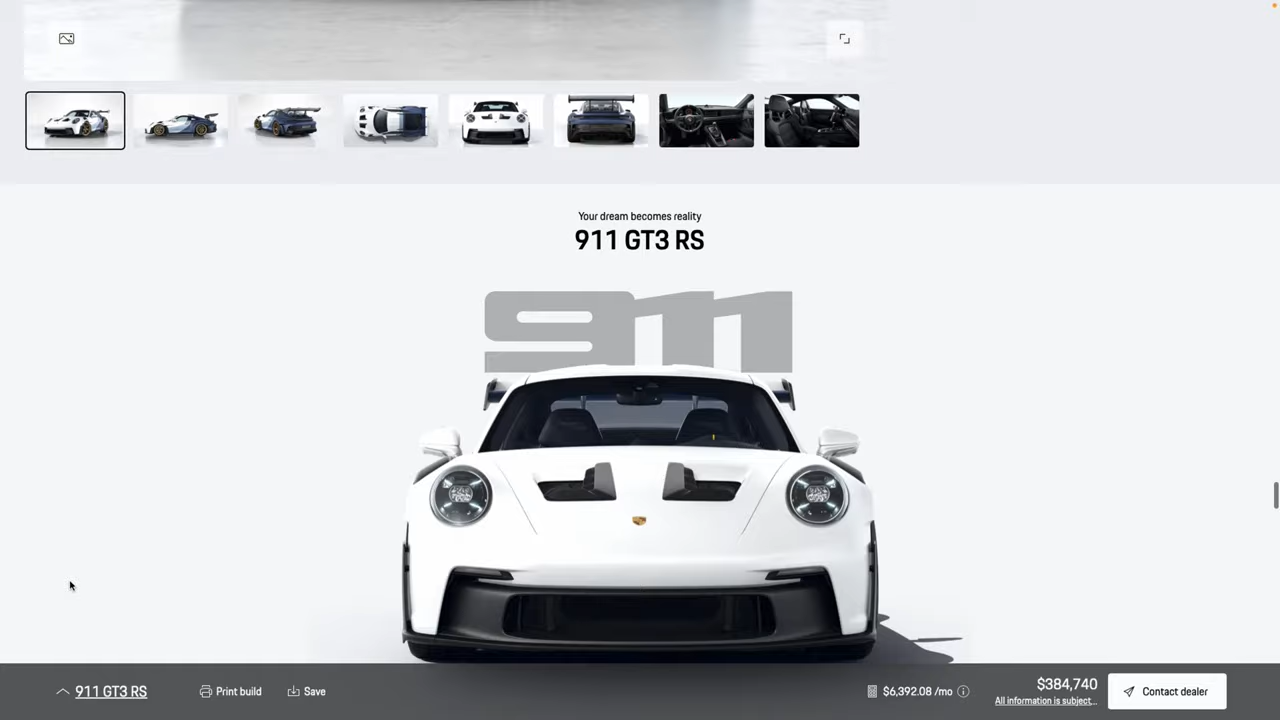 Your dream becomes reality
911 GT3 RS
911
911 GT3 RS
Print build
Save
$6,392.08 /mo
$384,740
All information is subject...
Contact dealer